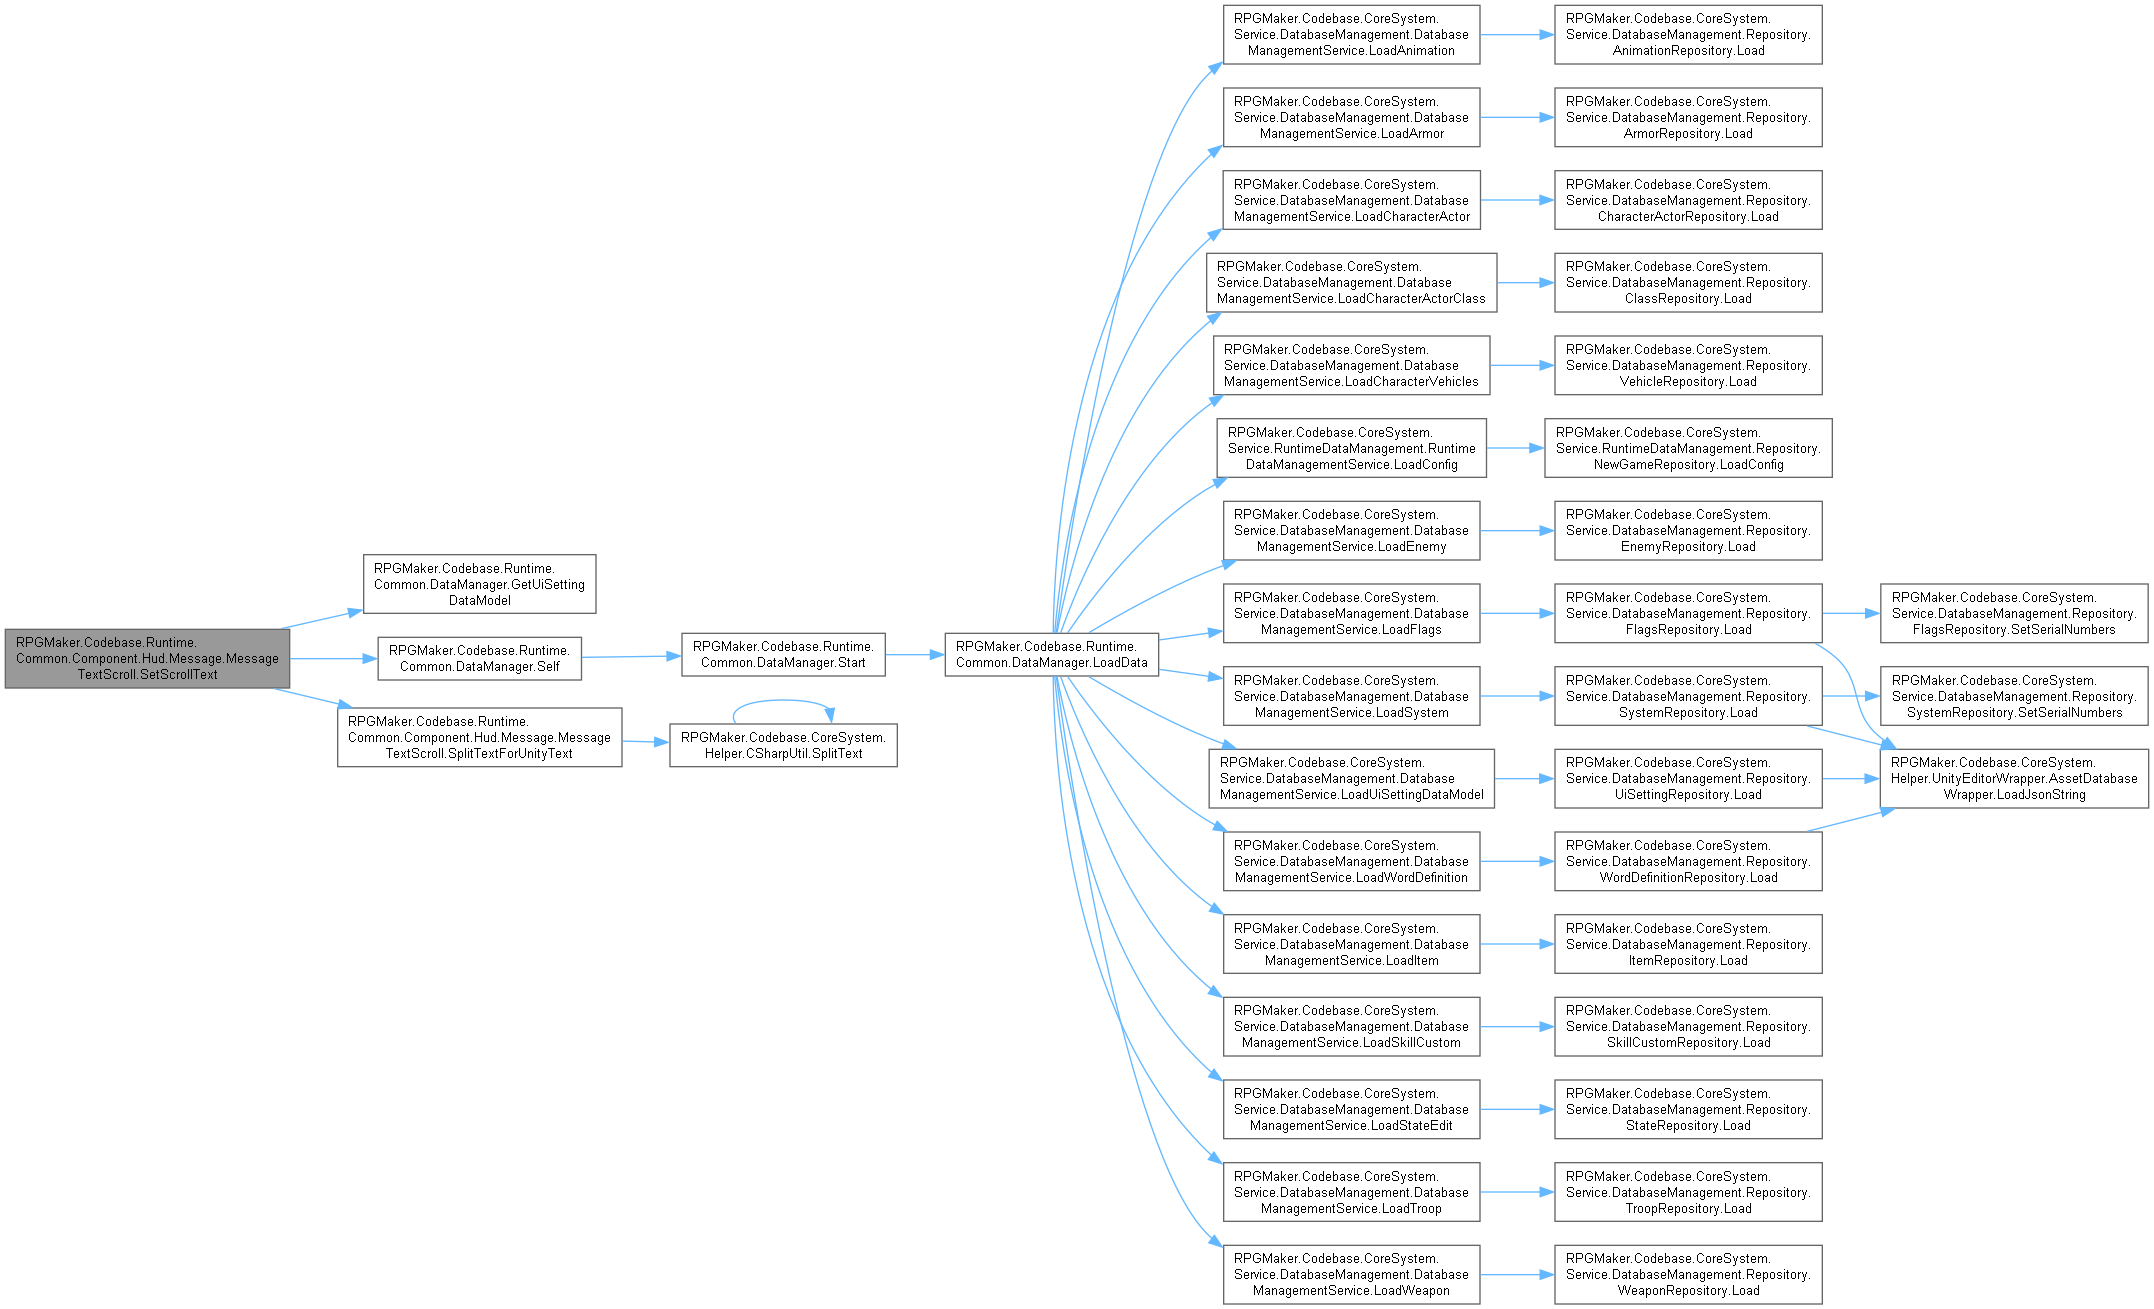 RPGMaker.Codebase.Runtime.
Common.Component.Hud.Message.Message
TextScroll.SetScrollText
RPGMaker.Codebase.Runtime.
Common.DataManager.GetUiSetting
DataModel
RPGMaker.Codebase.Runtime.
Common.DataManager.Self
RPGMaker.Codebase.Runtime.
Common.Component.Hud.Message.Message
TextScroll.SplitTextForUnityText
RPGMaker.Codebase.Runtime.
Common.DataManager.Start
RPGMaker.Codebase.CoreSystem.
Helper.CSharpUtil.SplitText
RPGMaker.Codebase.Runtime.
Common.DataManager.LoadData
RPGMaker.Codebase.CoreSystem.
Service.DatabaseManagement.Database
ManagementService.LoadAnimation
RPGMaker.Codebase.CoreSystem.
Service.DatabaseManagement.Repository.
AnimationRepository.Load
RPGMaker.Codebase.CoreSystem.
Service.DatabaseManagement.Database
ManagementService.LoadArmor
RPGMaker.Codebase.CoreSystem.
Service.DatabaseManagement.Repository.
ArmorRepository.Load
RPGMaker.Codebase.CoreSystem.
Service.DatabaseManagement.Database
ManagementService.LoadCharacterActor
RPGMaker.Codebase.CoreSystem.
Service.DatabaseManagement.Repository.
CharacterActorRepository.Load
RPGMaker.Codebase.CoreSystem.
Service.DatabaseManagement.Database
ManagementService.LoadCharacterActorClass
RPGMaker.Codebase.CoreSystem.
Service.DatabaseManagement.Repository.
ClassRepository.Load
RPGMaker.Codebase.CoreSystem.
Service.DatabaseManagement.Database
ManagementService.LoadCharacterVehicles
RPGMaker.Codebase.CoreSystem.
Service.DatabaseManagement.Repository.
VehicleRepository.Load
RPGMaker.Codebase.CoreSystem.
Service.RuntimeDataManagement.Runtime
DataManagementService.LoadConfig
RPGMaker.Codebase.CoreSystem.
Service.RuntimeDataManagement.Repository.
NewGameRepository.LoadConfig
RPGMaker.Codebase.CoreSystem.
Service.DatabaseManagement.Database
ManagementService.LoadEnemy
RPGMaker.Codebase.CoreSystem.
Service.DatabaseManagement.Repository.
EnemyRepository.Load
RPGMaker.Codebase.CoreSystem.
Service.DatabaseManagement.Database
ManagementService.LoadFlags
RPGMaker.Codebase.CoreSystem.
Service.DatabaseManagement.Repository.
FlagsRepository.Load
RPGMaker.Codebase.CoreSystem.
Service.DatabaseManagement.Repository.
FlagsRepository.SetSerialNumbers
RPGMaker.Codebase.CoreSystem.
Service.DatabaseManagement.Database
ManagementService.LoadSystem
RPGMaker.Codebase.CoreSystem.
Service.DatabaseManagement.Repository.
SystemRepository.Load
RPGMaker.Codebase.CoreSystem.
Service.DatabaseManagement.Repository.
SystemRepository.SetSerialNumbers
RPGMaker.Codebase.CoreSystem.
Service.DatabaseManagement.Database
ManagementService.LoadUiSettingDataModel
RPGMaker.Codebase.CoreSystem.
Service.DatabaseManagement.Repository.
UiSettingRepository.Load
RPGMaker.Codebase.CoreSystem.
Helper.UnityEditorWrapper.AssetDatabase
Wrapper.LoadJsonString
RPGMaker.Codebase.CoreSystem.
Service.DatabaseManagement.Database
ManagementService.LoadWordDefinition
RPGMaker.Codebase.CoreSystem.
Service.DatabaseManagement.Repository.
WordDefinitionRepository.Load
RPGMaker.Codebase.CoreSystem.
Service.DatabaseManagement.Database
ManagementService.LoadItem
RPGMaker.Codebase.CoreSystem.
Service.DatabaseManagement.Repository.
ItemRepository.Load
RPGMaker.Codebase.CoreSystem.
Service.DatabaseManagement.Database
ManagementService.LoadSkillCustom
RPGMaker.Codebase.CoreSystem.
Service.DatabaseManagement.Repository.
SkillCustomRepository.Load
RPGMaker.Codebase.CoreSystem.
Service.DatabaseManagement.Database
ManagementService.LoadStateEdit
RPGMaker.Codebase.CoreSystem.
Service.DatabaseManagement.Repository.
StateRepository.Load
RPGMaker.Codebase.CoreSystem.
Service.DatabaseManagement.Database
ManagementService.LoadTroop
RPGMaker.Codebase.CoreSystem.
Service.DatabaseManagement.Repository.
TroopRepository.Load
RPGMaker.Codebase.CoreSystem.
Service.DatabaseManagement.Database
ManagementService.LoadWeapon
RPGMaker.Codebase.CoreSystem.
Service.DatabaseManagement.Repository.
WeaponRepository.Load